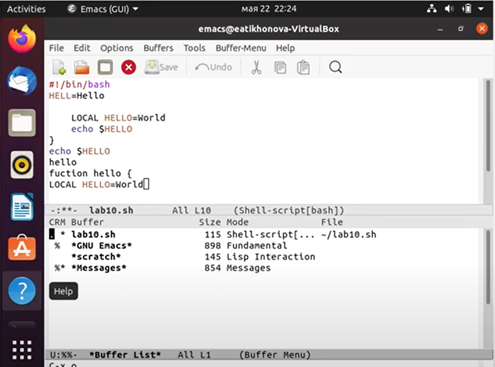 Activities Emacs (GUI) мая 22 22:24
emacs@eatikhonova-VirtualBox
File Edit Options Buffers Tools Buffer-Menu Help
Save Undo
#!/bin/bash
HELL=Hello
LOCAL HELLO=World
echo $HELLO
}
echo $HELLO
hello
fuction hello {
LOCAL HELLO=World
-:**- lab10.sh All L10 (Shell-script[bash])
CRM Buffer Size Mode File
. * lab10.sh 115 Shell-script[... ~/lab10.sh
% *GNU Emacs* 898 Fundamental
*scratch* 145 Lisp Interaction
%* *Messages* 854 Messages
Help
U:%%- *Buffer List* All L1 (Buffer Menu)
C-x o